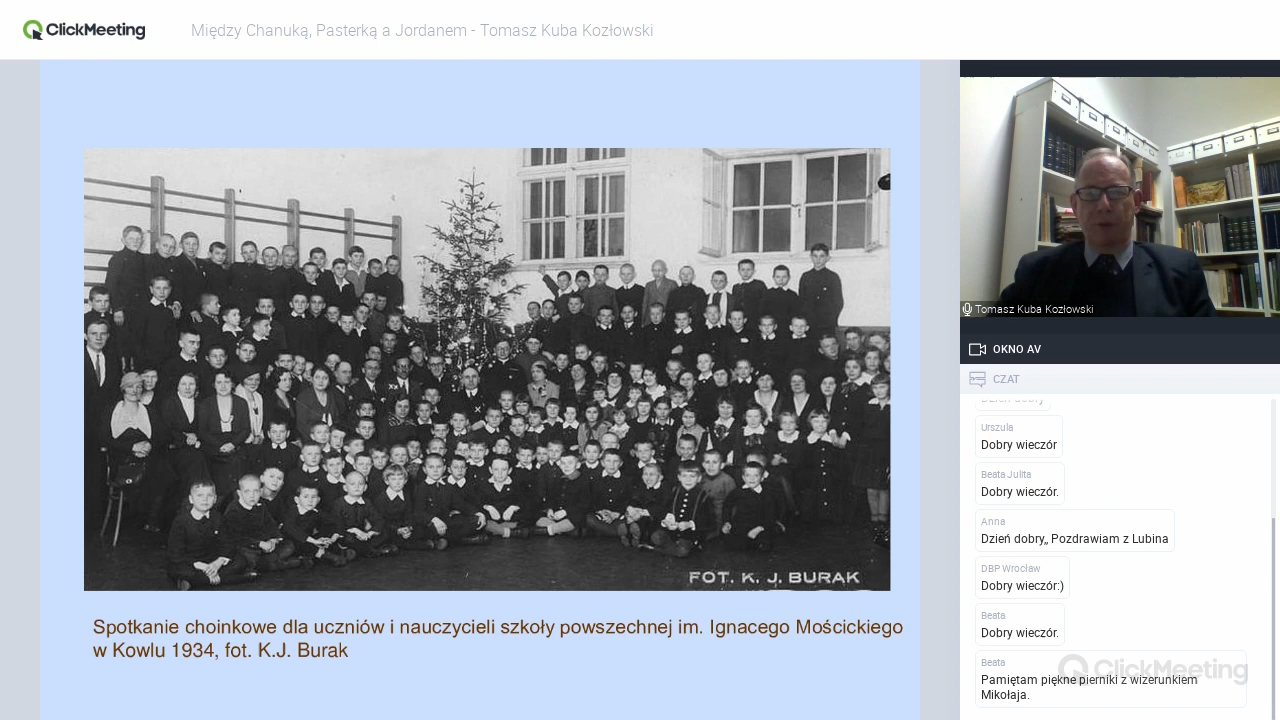 ClickMeeting
Między Chanuką, Pasterką a Jordanem - Tomasz Kuba Kozłowski
FOT. K. J. BURAK
Spotkanie choinkowe dla uczniów i nauczycieli szkoły powszechnej im. Ignacego Mościckiego
w Kowlu 1934, fot. K.J. Burak
Tomasz Kuba Kozłowski
OKNO AV
CZAT
Urszula
Dobry wieczór
Beata Julita
Dobry wieczór.
Anna
Dzień dobry,, Pozdrawiam z Lubina
DBP Wrocław
Dobry wieczór:)
Beata
Dobry wieczór.
Beata
ClickMeeting
Pamiętam piękne pierniki z wizerunkiem
Mikołaja.